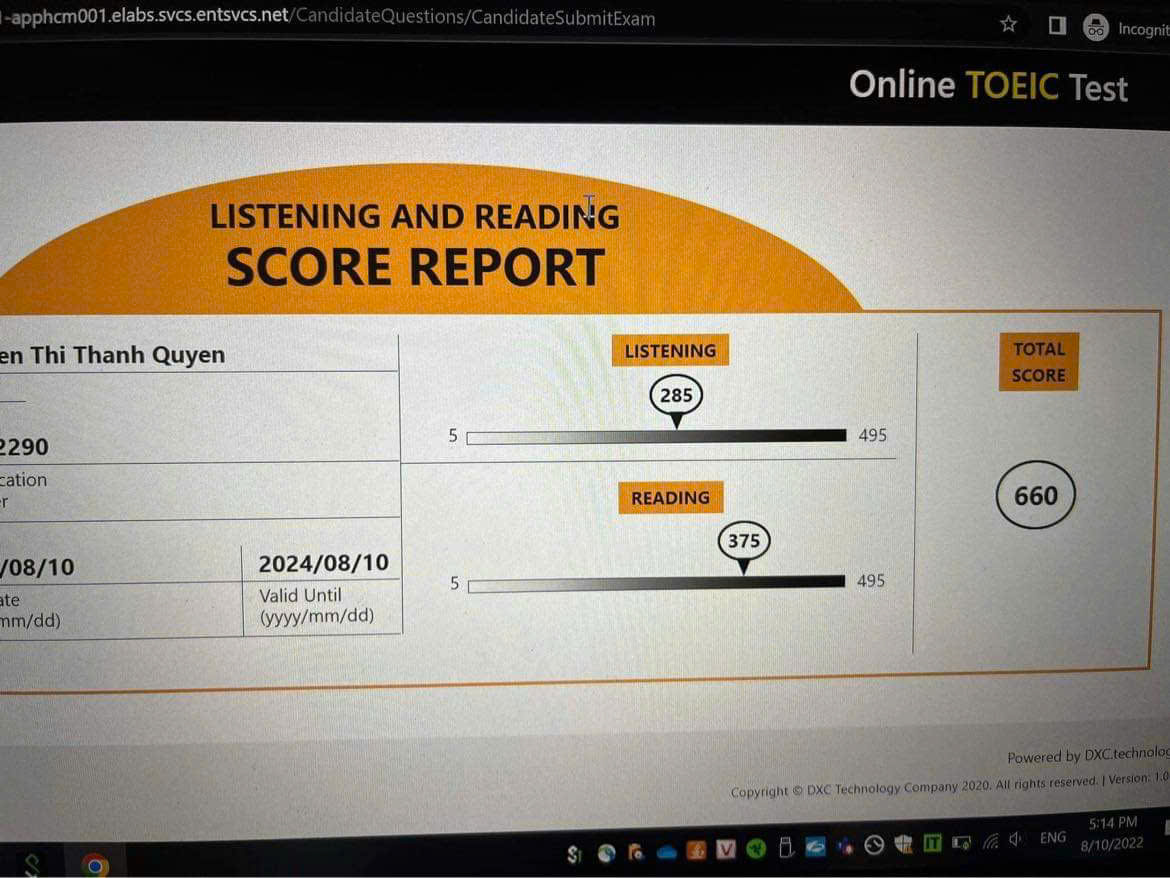 -apphcm001.elabs.svcs.entsvcs.net/CandidateQuestions/CandidateSubmitExam
Incognit
Online TOEIC Test
LISTENING AND READING
SCORE REPORT
en Thi Thanh Quyen
2290
cation
er
/08/10
ate
mm/dd)
2024/08/10
Valid Until
(yyyy/mm/dd)
LISTENING
285
5
495
READING
375
5
495
TOTAL
SCORE
660
Powered by DXC.technolog
Copyright © DXC Technology Company 2020. All rights reserved. | Version: 1.0
ENG
5:14 PM
8/10/2022